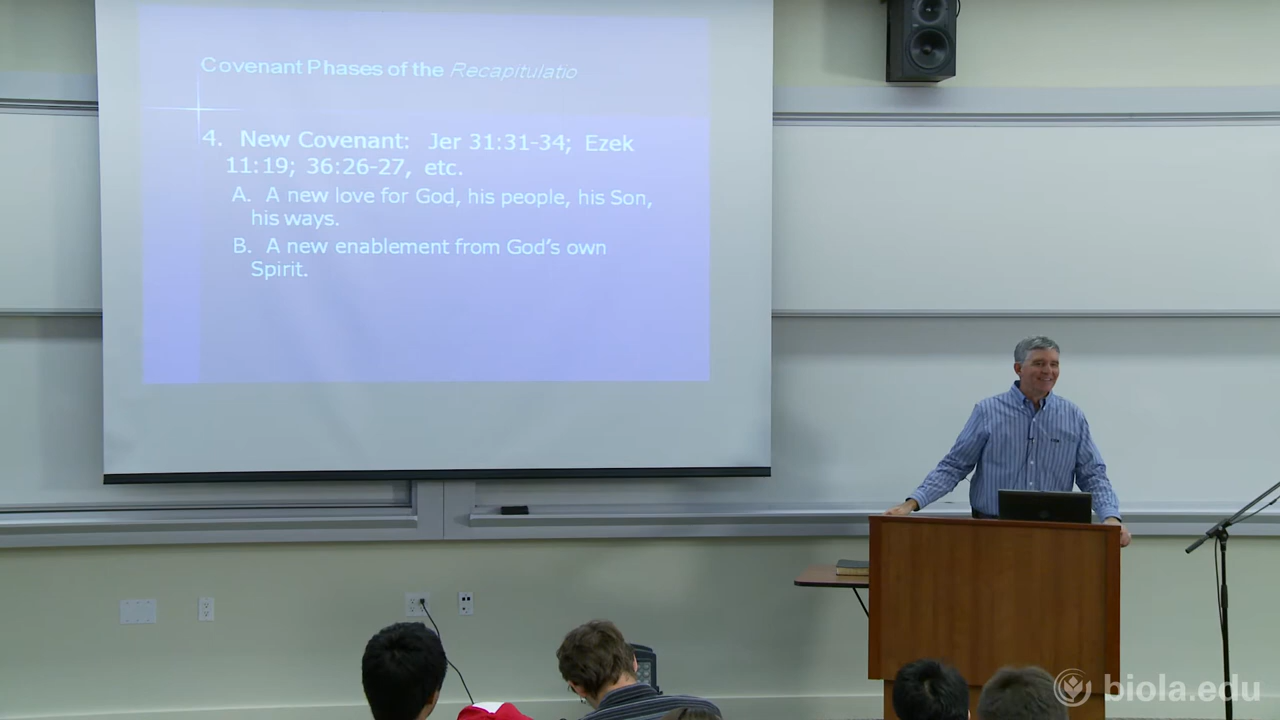 Covenant Phases of the Recapitulatio
4. New Covenant: Jer 31:31-34; Ezek
11:19; 36:26-27, etc.
A. A new love for God, his people, his Son,
his ways.
B. A new enablement from God's own
Spirit.
biola.edu